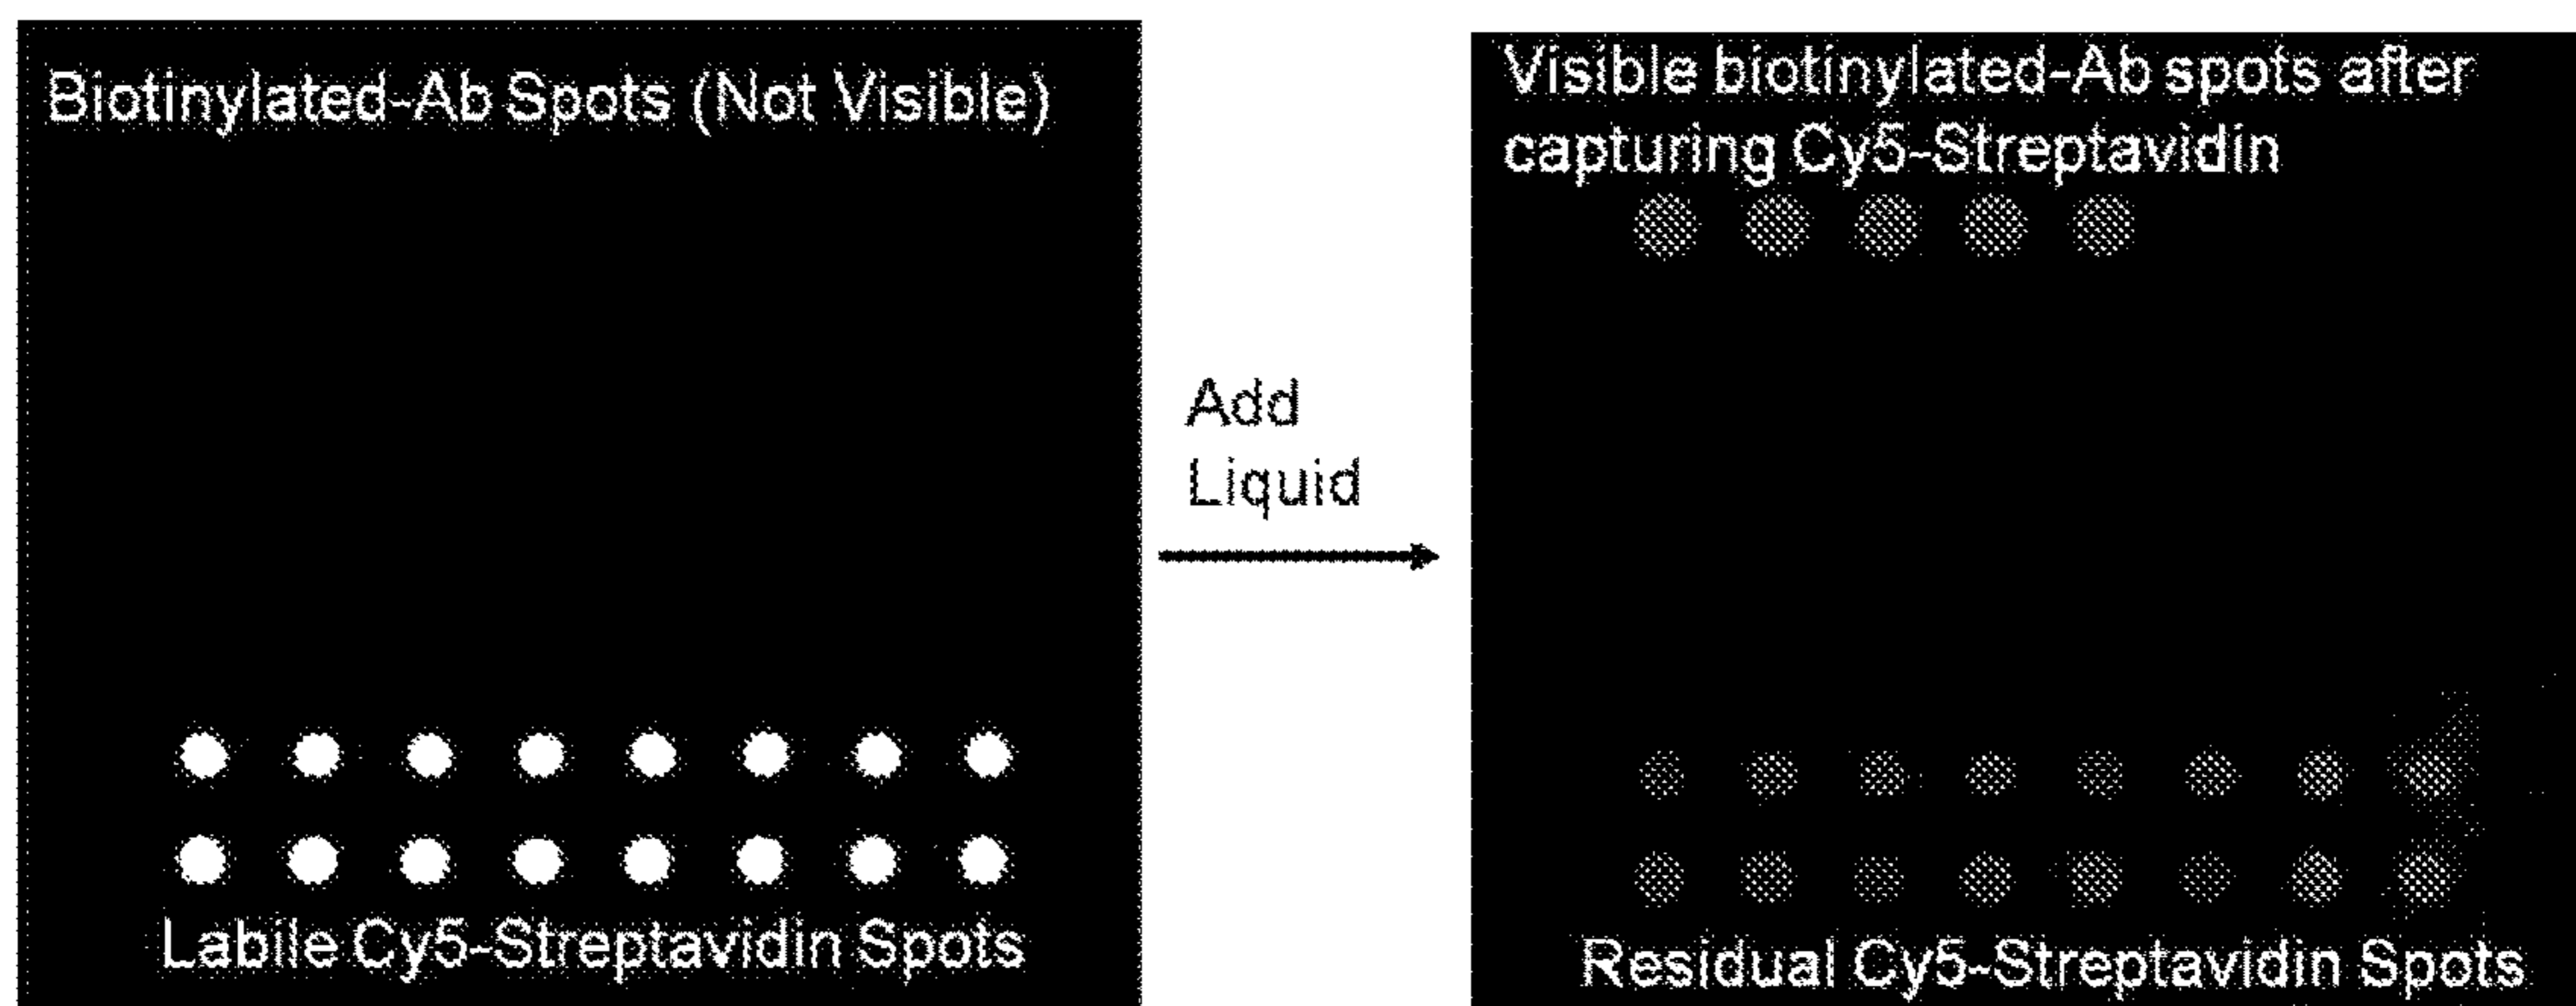 Biotinylated-Ab Spots (Not Visible)
Labile Cy5-Streptavidin Spots
Add
Liquid
Visible biotinylated-Ab spots after
capturing Cy5-Streptavidin
Residual Cy5-Streptavidin Spots